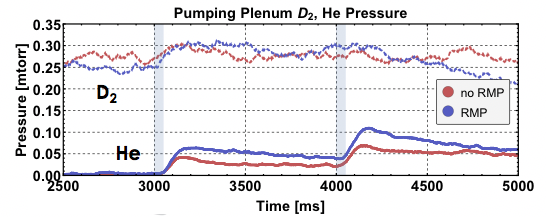 Pumping Plenum D₂, He Pressure
Pressure [mtorr]
0.35
0.30
0.25
0.20
0.15
0.10
0.05
0.00
D₂
He
no RMP
RMP
2500 3000 3500 4000 4500 5000
Time [ms]